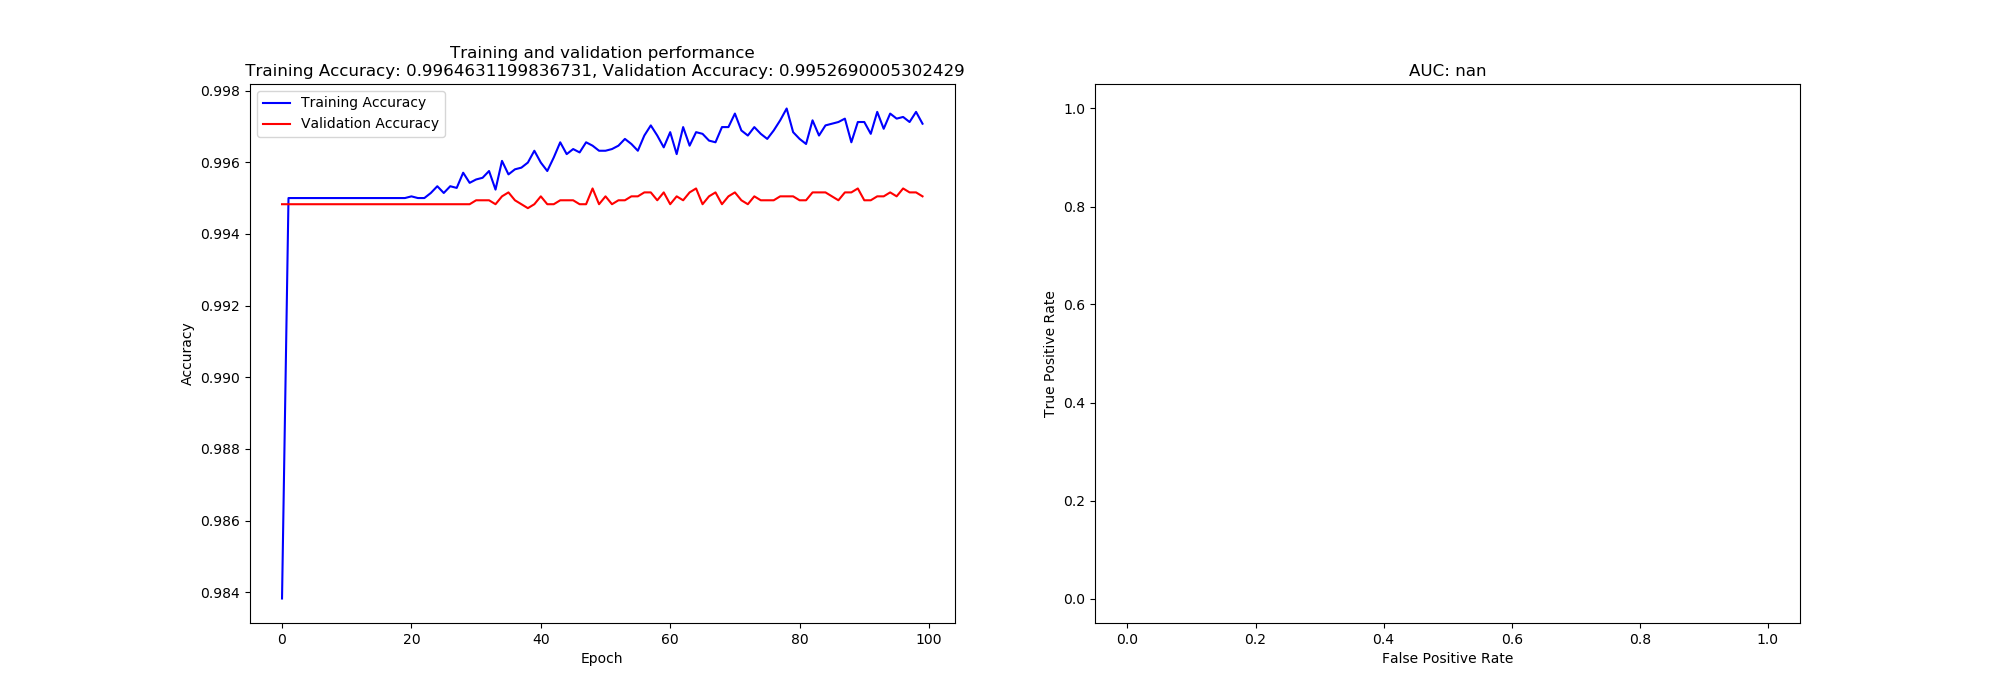 Training and validation performance
Training Accuracy: 0.9964631199836731, Validation Accuracy: 0.9952690005302429
Training Accuracy
Validation Accuracy
0.998
0.996
0.994
0.992
0.990
0.988
0.986
0.984
Accuracy
0
20
40
60
80
100
Epoch
AUC: nan
1.0
0.8
0.6
0.4
0.2
0.0
True Positive Rate
0.0
0.2
0.4
0.6
0.8
1.0
False Positive Rate